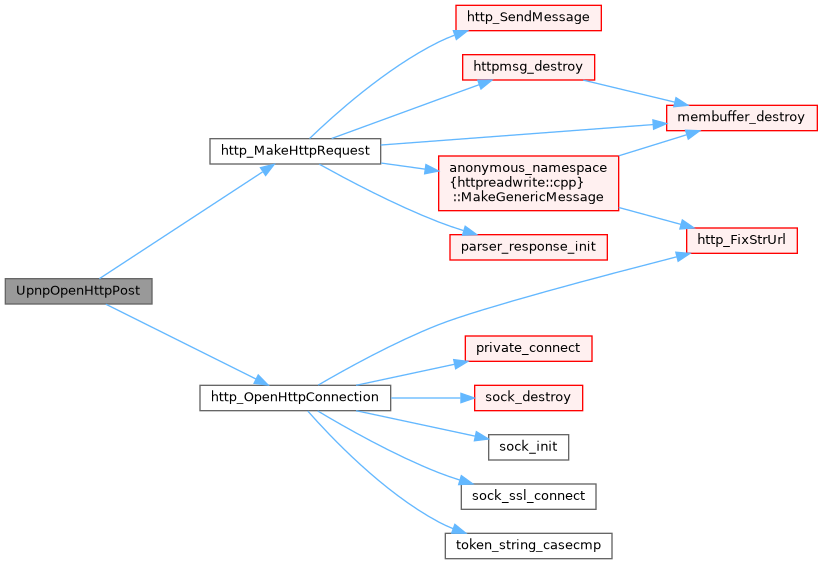 http_SendMessage
httpmsg_destroy
membuffer_destroy
http_MakeHttpRequest
anonymous_namespace
{httpreadwrite::cpp}
::MakeGenericMessage
http_FixStrUrl
parser_response_init
UpnpOpenHttpPost
private_connect
http_OpenHttpConnection
sock_destroy
sock_init
sock_ssl_connect
token_string_casecmp